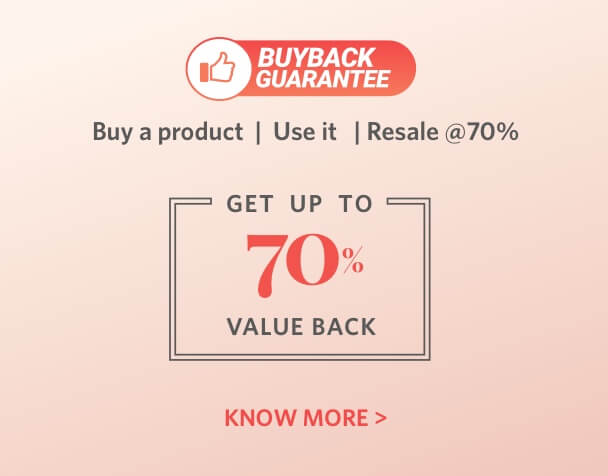 BUYBACK
GUARANTEE
Buy a product | Use it | Resale @70%
GET UP TO
70%
VALUE BACK
KNOW MORE >